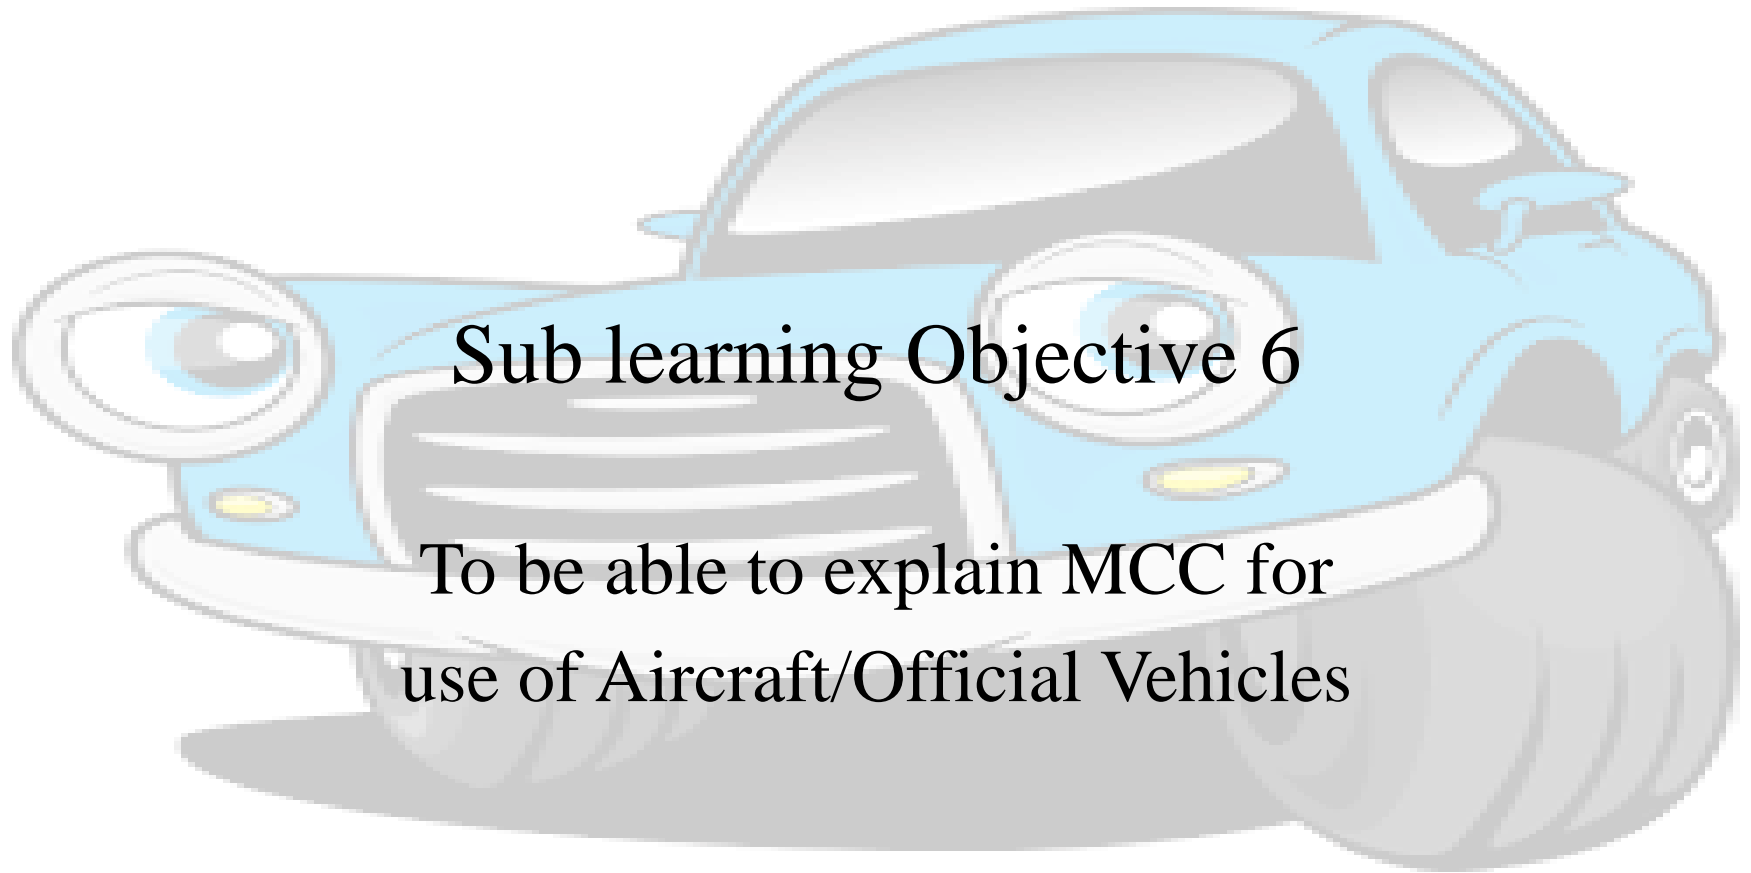 Sub learning Objective 6
To be able to explain MCC for
use of Aircraft/Official Vehicles